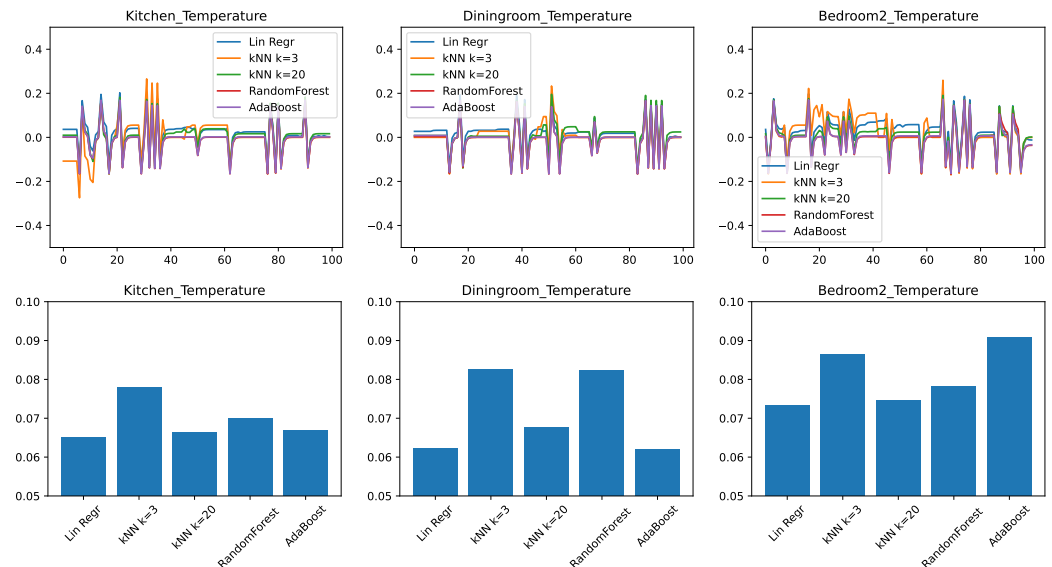 Kitchen_Temperature
0.4
0.2
0.0
−0.2
−0.4
0 20 40 60 80 100
Lin Regr
kNN k=3
kNN k=20
RandomForest
AdaBoost
Diningroom_Temperature
0.4
0.2
0.0
−0.2
−0.4
0 20 40 60 80 100
Lin Regr
kNN k=3
kNN k=20
RandomForest
AdaBoost
Bedroom2_Temperature
0.4
0.2
0.0
−0.2
−0.4
0 20 40 60 80 100
Lin Regr
kNN k=3
kNN k=20
RandomForest
AdaBoost
Kitchen_Temperature
0.10
0.09
0.08
0.07
0.06
0.05
Lin Regr
kNN k=3
kNN k=20
RandomForest
AdaBoost
Diningroom_Temperature
0.10
0.09
0.08
0.07
0.06
0.05
Lin Regr
kNN k=3
kNN k=20
RandomForest
AdaBoost
Bedroom2_Temperature
0.10
0.09
0.08
0.07
0.06
0.05
Lin Regr
kNN k=3
kNN k=20
RandomForest
AdaBoost